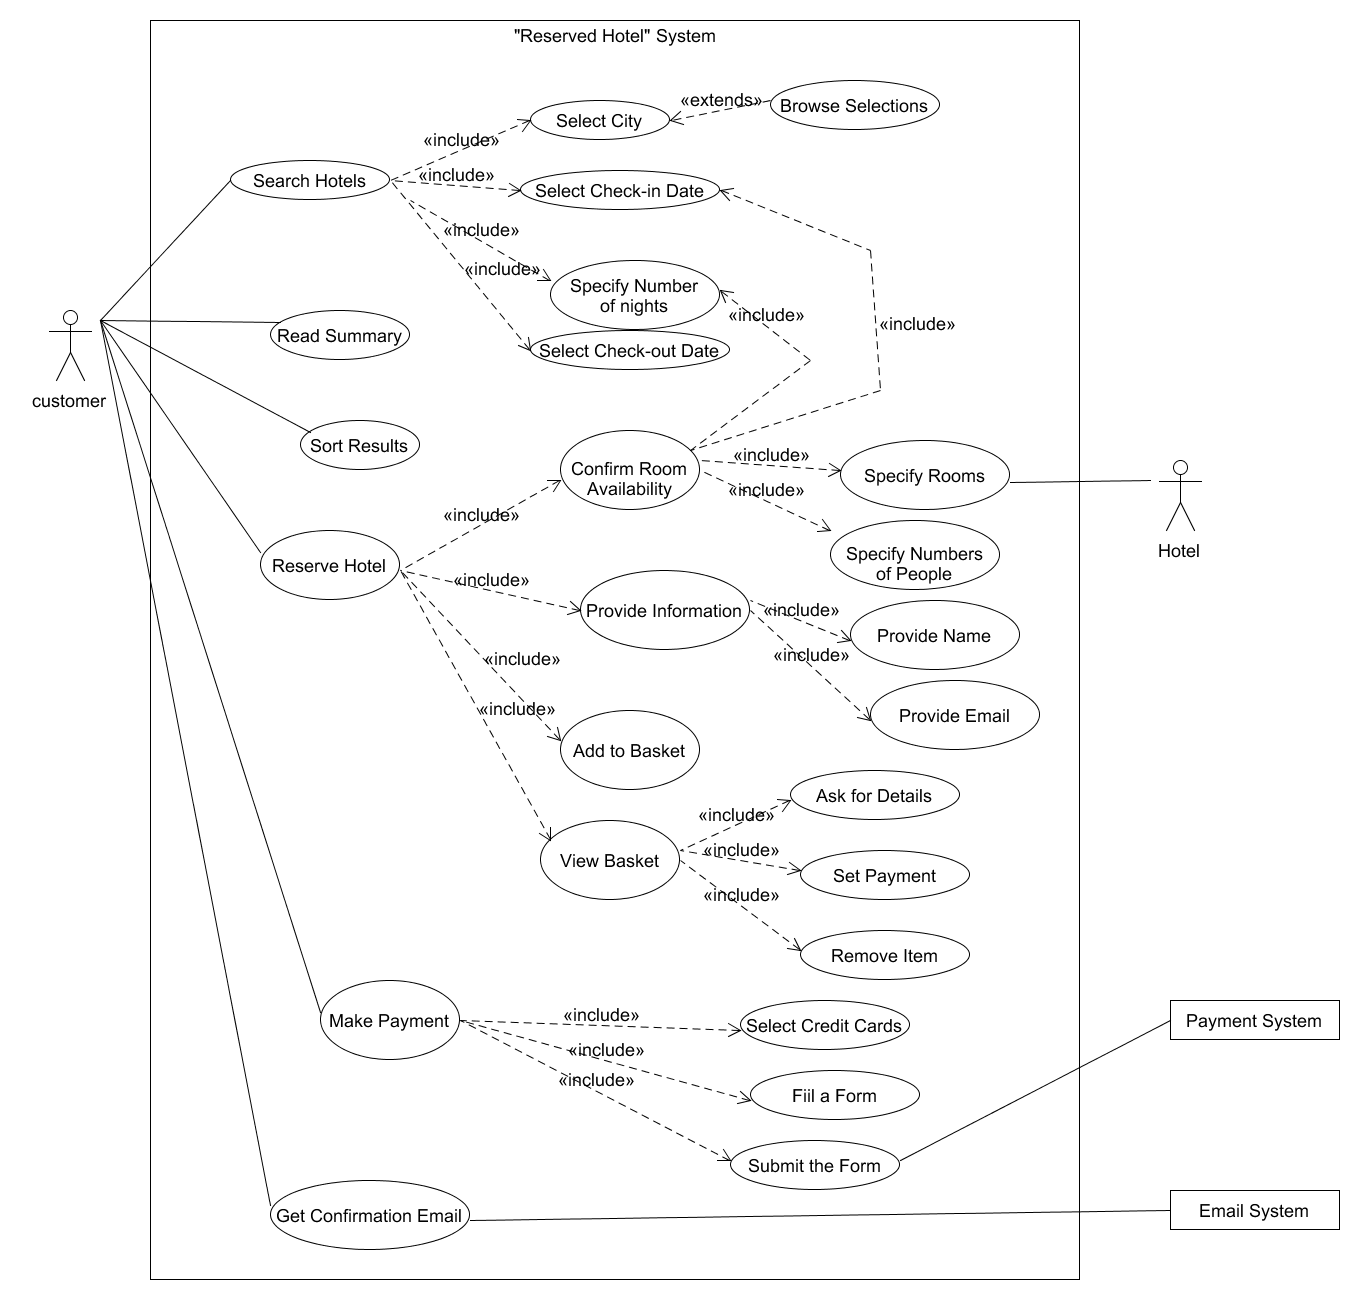 "Reserved Hotel" System
«extends»
Browse Selections
Select City
«include»
Search Hotels
«include»
Select Check-in Date
«include»
«include»
Specify Number
of nights
«include»
«include»
Read Summary
Select Check-out Date
customer
Sort Results
Confirm Room
Availability
«include»
Specify Rooms
«include»
Hotel
«include»
Reserve Hotel
Specify Numbers
of People
«include»
Provide Information
«include»
Provide Name
«include»
«include»
Provide Email
«include»
Add to Basket
Ask for Details
«include»
View Basket
«include»
Set Payment
«include»
Remove Item
Make Payment
«include»
Select Credit Cards
Payment System
«include»
«include»
Fiil a Form
Submit the Form
Get Confirmation Email
Email System